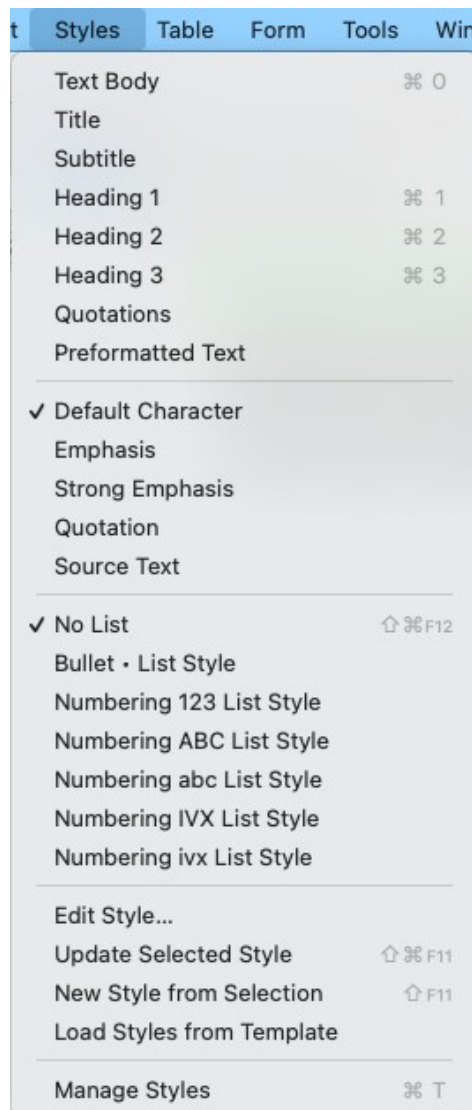 t Styles Table Form Tools Win
Text Body ⌘ 0
Title
Subtitle
Heading 1 ⌘ 1
Heading 2 ⌘ 2
Heading 3 ⌘ 3
Quotations
Preformatted Text
✓ Default Character
Emphasis
Strong Emphasis
Quotation
Source Text
✓ No List ⇧⌘F12
Bullet • List Style
Numbering 123 List Style
Numbering ABC List Style
Numbering abc List Style
Numbering IVX List Style
Numbering ivx List Style
Edit Style...
Update Selected Style ⇧⌘F11
New Style from Selection ⇧F11
Load Styles from Template
Manage Styles ⌘ T